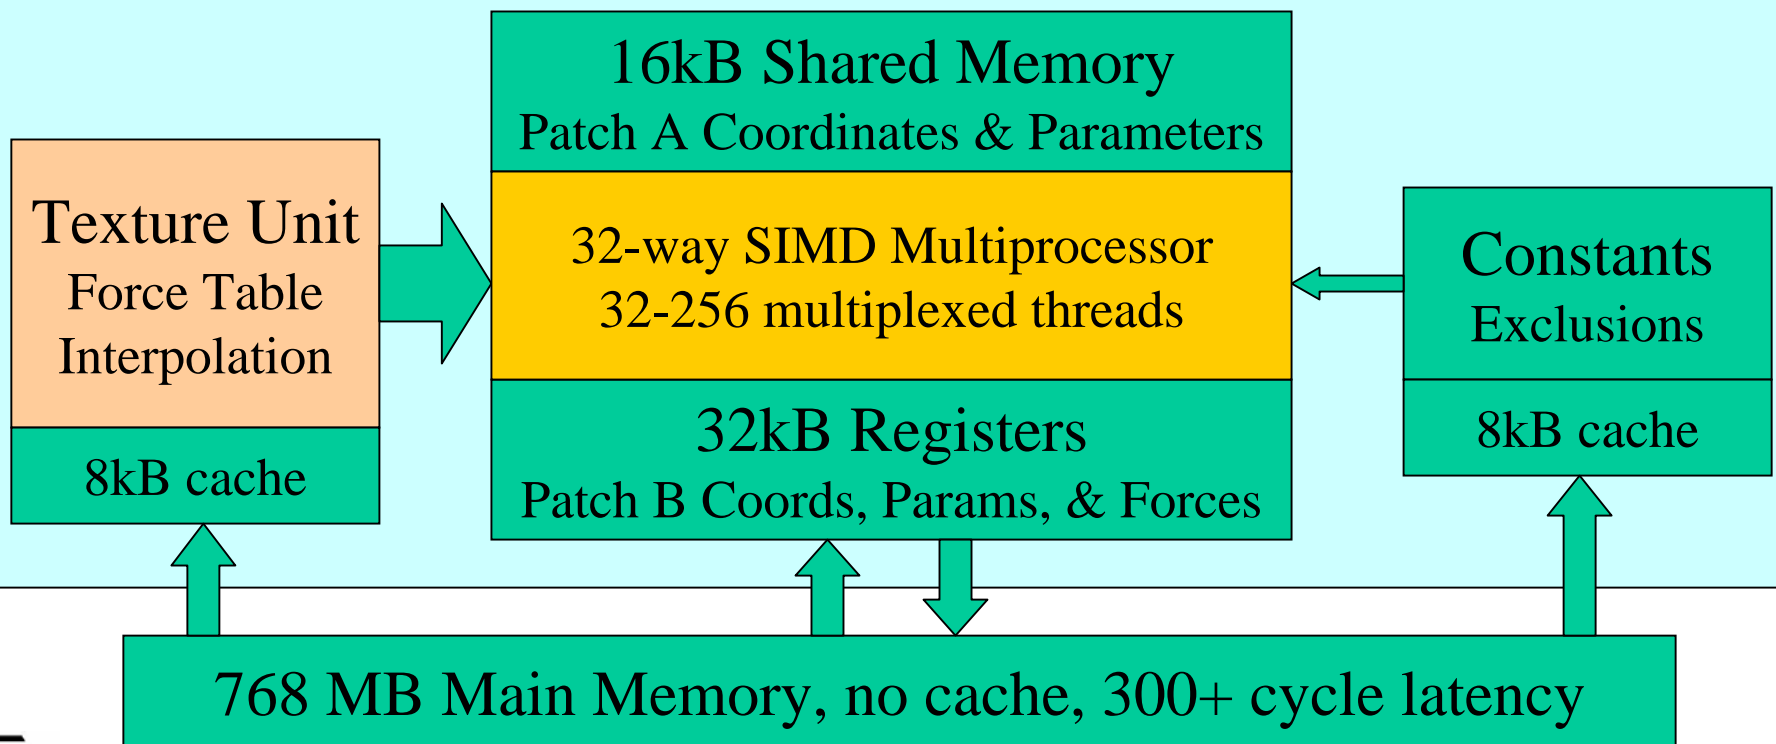 16kB Shared Memory
Patch A Coordinates & Parameters
Texture Unit
Force Table
Interpolation
8kB cache
32-way SIMD Multiprocessor
32-256 multiplexed threads
Constants
Exclusions
8kB cache
32kB Registers
Patch B Coords, Params, & Forces
768 MB Main Memory, no cache, 300+ cycle latency